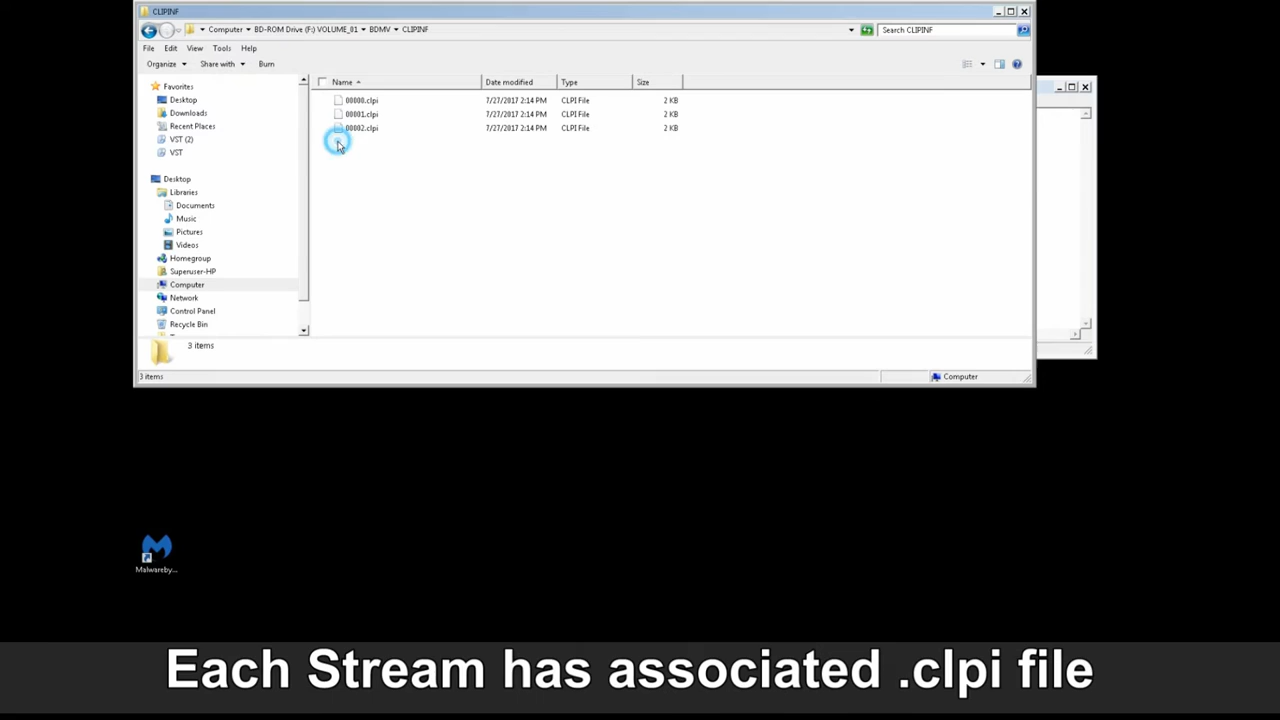 CLIPINF
Computer BD-ROM Drive (F:) VOLUME_01 BDMV CLIPINF
Search CLIPINF
File Edit View Tools Help
Organize Share with Burn
Name Date modified Type Size
Favorites
Desktop
Downloads
Recent Places
VST (2)
VST
Desktop
Libraries
Documents
Music
Pictures
Videos
Homegroup
Superuser-HP
Computer
Network
Control Panel
Recycle Bin
00000.clpi 7/27/2017 2:14 PM CLPI File 2 KB
00001.clpi 7/27/2017 2:14 PM CLPI File 2 KB
00002.clpi 7/27/2017 2:14 PM CLPI File 2 KB
3 items
3 items Computer
Malwareby...
Each Stream has associated .clpi file